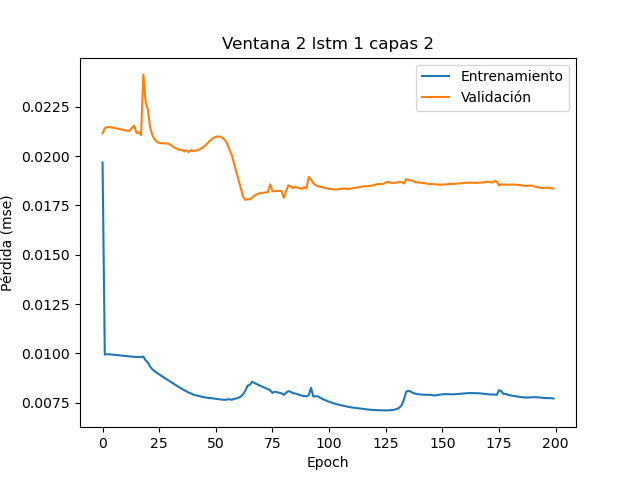 Ventana 2 lstm 1 capas 2
Entrenamiento
Validación
Pérdida (mse)
0.0225
0.0200
0.0175
0.0150
0.0125
0.0100
0.0075
0 25 50 75 100 125 150 175 200
Epoch